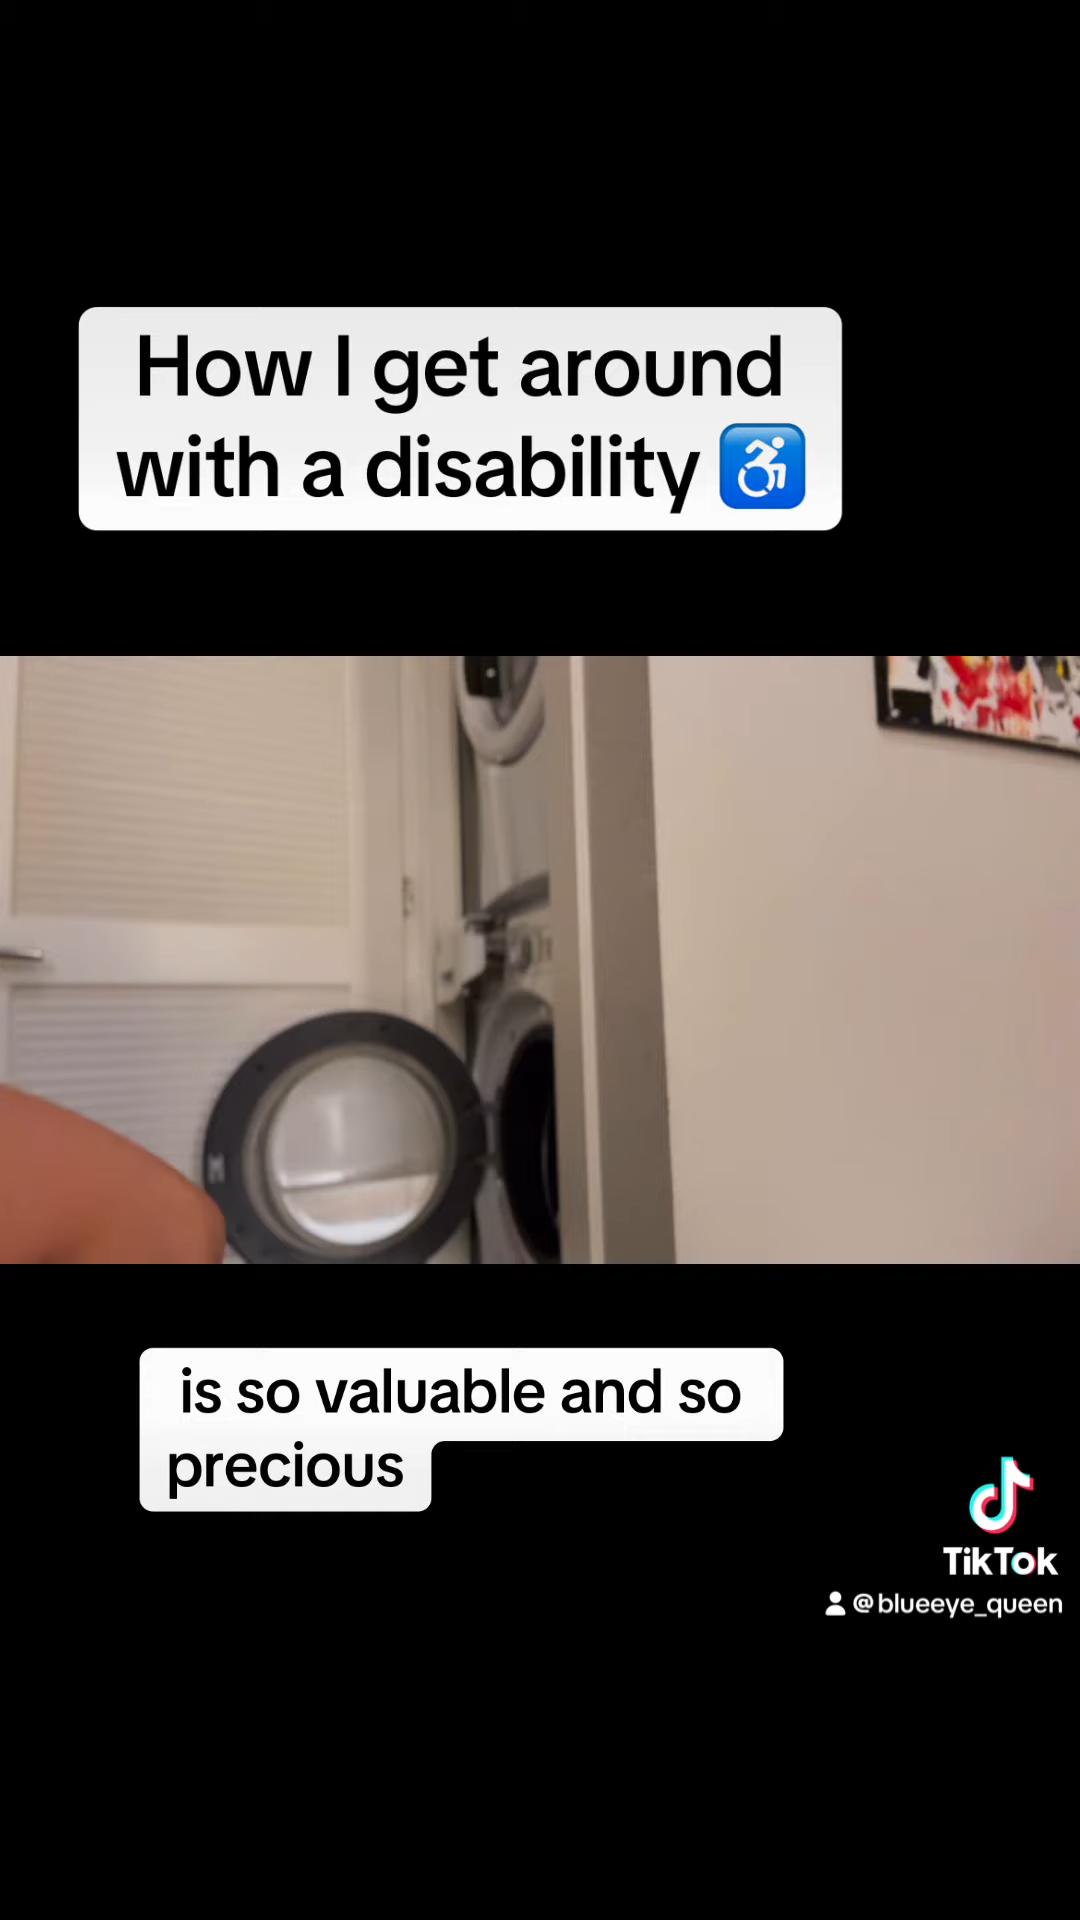 How I get around
with a disability ♿
is so valuable and so
precious
TikTok
@blueeye_queen